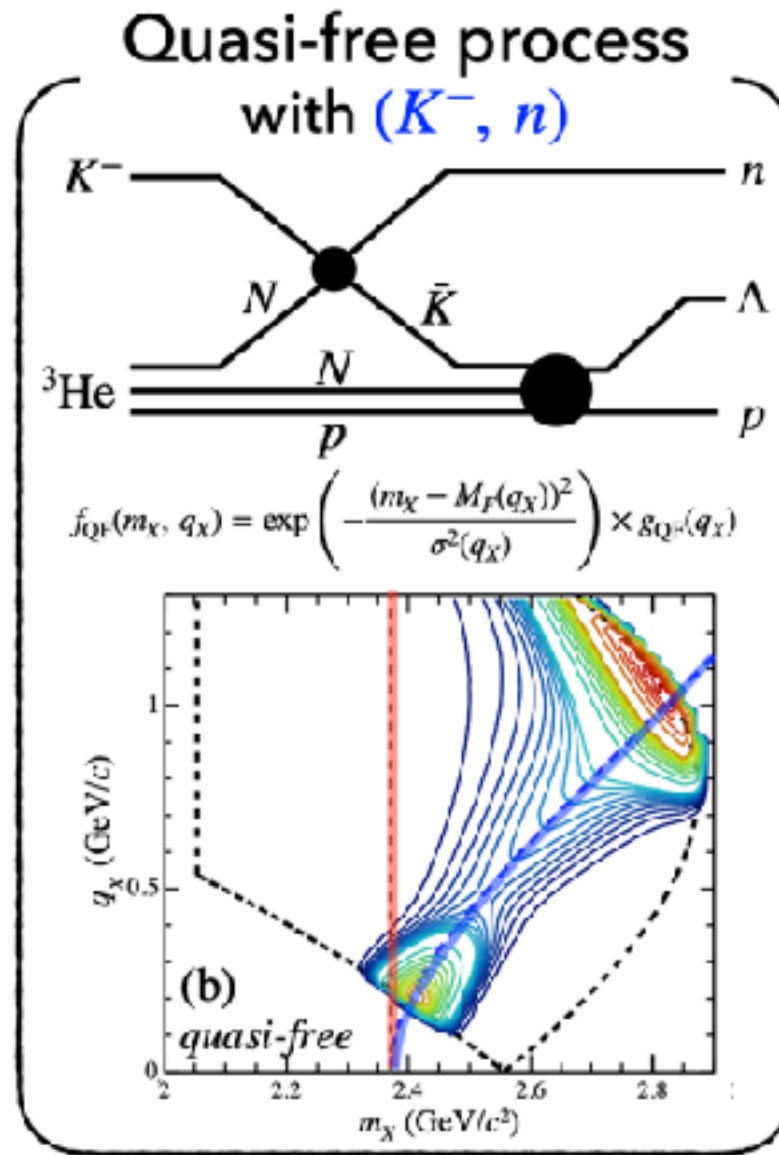 Quasi-free process
with (K⁻, n)
K⁻
n
N
K̄
Λ
³He
N
p
p
f_QF(m_X, q_X) = exp(−(m_X − M_F(q_X))²/σ²(q_X)) × g_QF(q_X)
1
0.5
0
q_X (GeV/c)
(b)
quasi-free
2 2.2 2.4 2.6 2.8
m_X (GeV/c²)